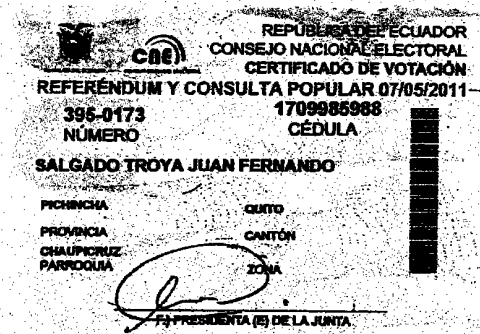 REPÚBLICA DEL ECUADOR
CNE
CONSEJO NACIONAL ELECTORAL
CERTIFICADO DE VOTACIÓN
REFERÉNDUM Y CONSULTA POPULAR 07/05/2011
395-0173
NÚMERO
1709985988
CÉDULA
SALGADO TROYA JUAN FERNANDO
PICHINCHA
PROVINCIA
QUITO
CANTÓN
CHAUPICRUZ
PARROQUIA
ZONA
F.) PRESIDENTA (E) DE LA JUNTA